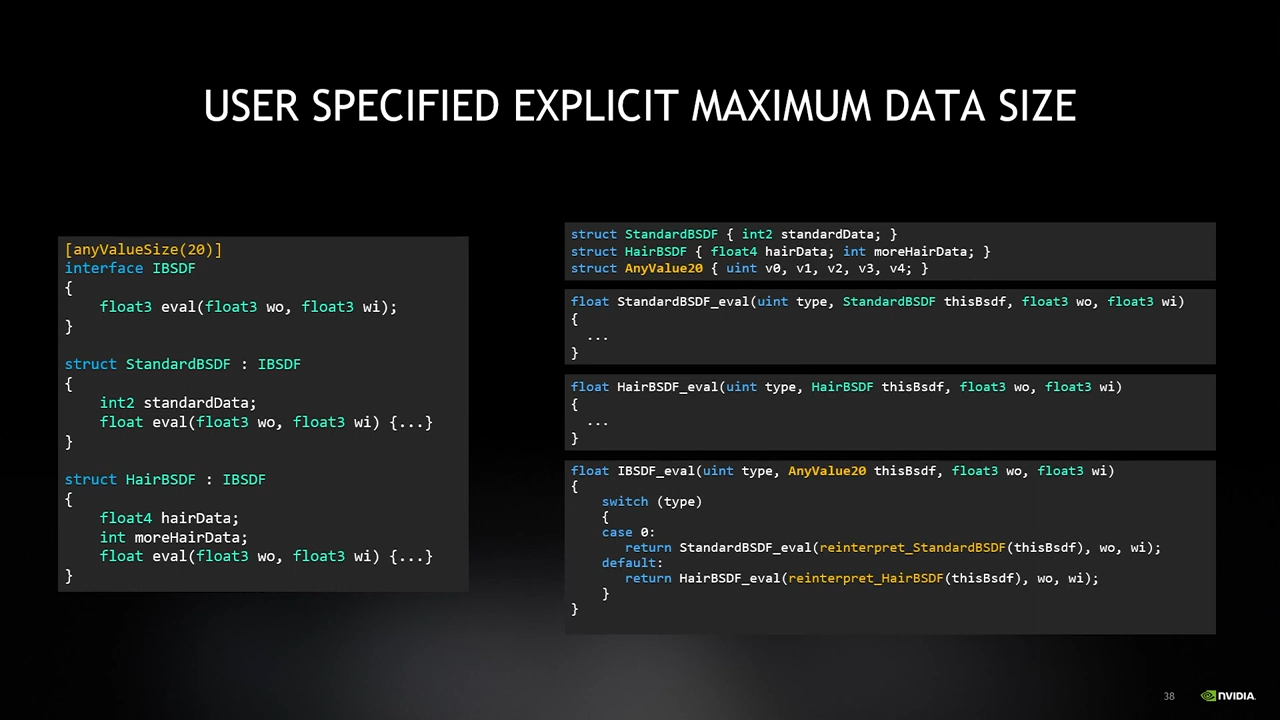 USER SPECIFIED EXPLICIT MAXIMUM DATA SIZE
[anyValueSize(20)]
interface IBSDF
{
    float3 eval(float3 wo, float3 wi);
}
struct StandardBSDF : IBSDF
{
    int2 standardData;
    float eval(float3 wo, float3 wi) {...}
}
struct HairBSDF : IBSDF
{
    float4 hairData;
    int moreHairData;
    float eval(float3 wo, float3 wi) {...}
}
struct StandardBSDF { int2 standardData; }
struct HairBSDF { float4 hairData; int moreHairData; }
struct AnyValue20 { uint v0, v1, v2, v3, v4; }
float StandardBSDF_eval(uint type, StandardBSDF thisBsdf, float3 wo, float3 wi)
{
  ...
}
float HairBSDF_eval(uint type, HairBSDF thisBsdf, float3 wo, float3 wi)
{
  ...
}
float IBSDF_eval(uint type, AnyValue20 thisBsdf, float3 wo, float3 wi)
{
    switch (type)
    {
    case 0:
       return StandardBSDF_eval(reinterpret_StandardBSDF(thisBsdf), wo, wi);
    default:
       return HairBSDF_eval(reinterpret_HairBSDF(thisBsdf), wo, wi);
    }
}
38
NVIDIA.